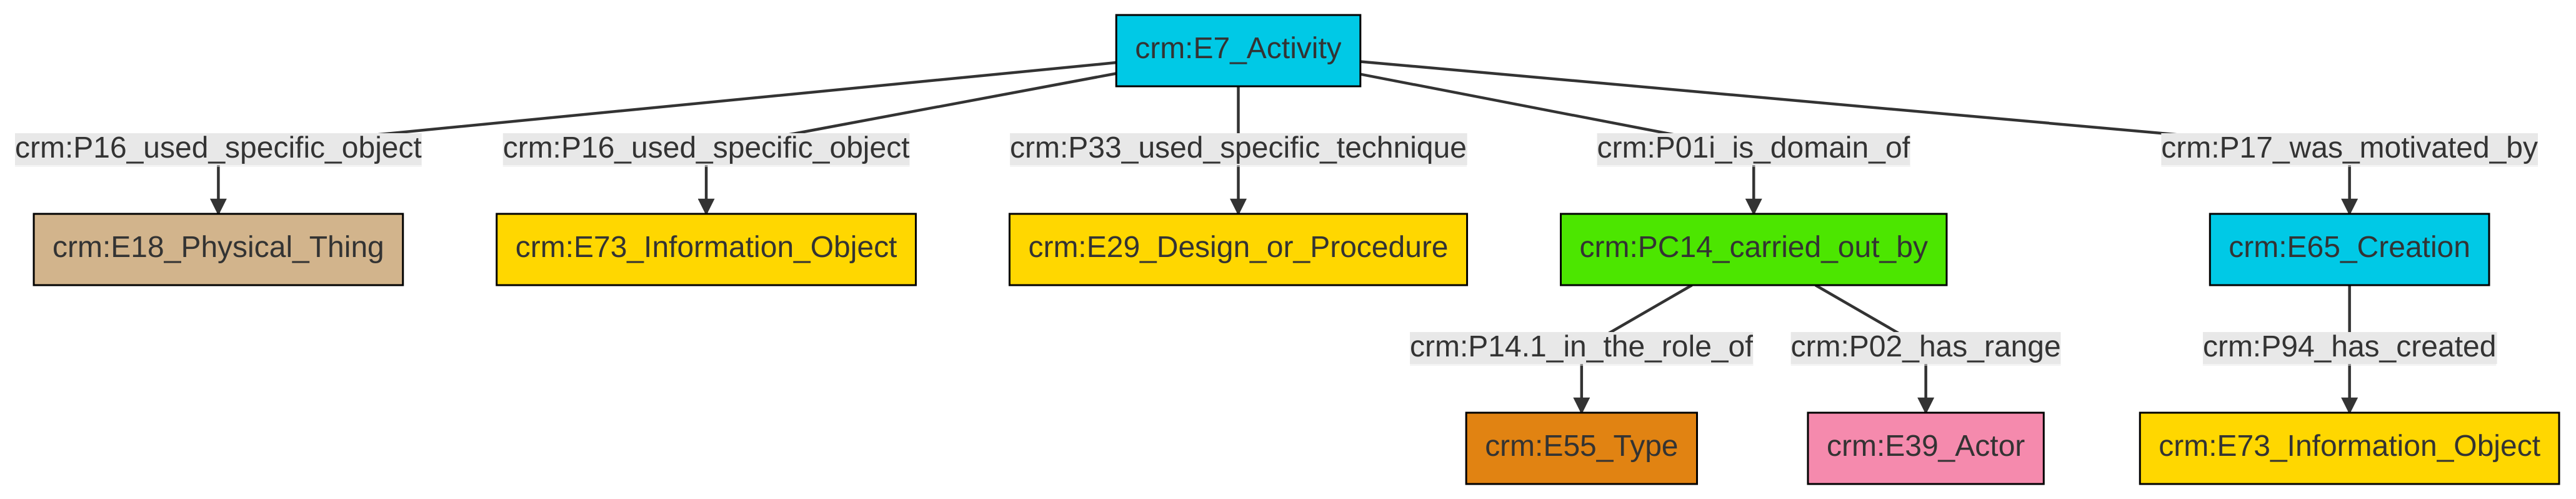 crm:E7_Activity
crm:P16_used_specific_object
crm:P16_used_specific_object
crm:P33_used_specific_technique
crm:P01i_is_domain_of
crm:P17_was_motivated_by
crm:E18_Physical_Thing
crm:E73_Information_Object
crm:E29_Design_or_Procedure
crm:PC14_carried_out_by
crm:E65_Creation
crm:P14.1_in_the_role_of
crm:P02_has_range
crm:P94_has_created
crm:E55_Type
crm:E39_Actor
crm:E73_Information_Object